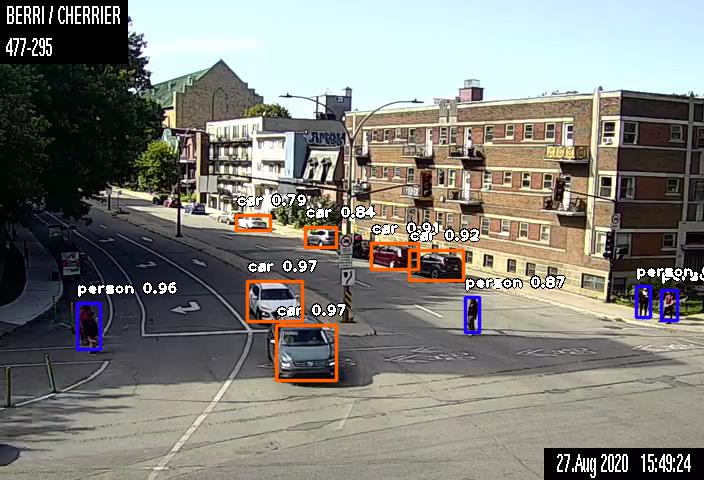 BERRI / CHERRIER
477-295
car 0.79
car 0.84
car 0.91
car 0.92
car 0.97
person 0.96
person 0.87
person
car 0.97
27.Aug 2020 15:49:24